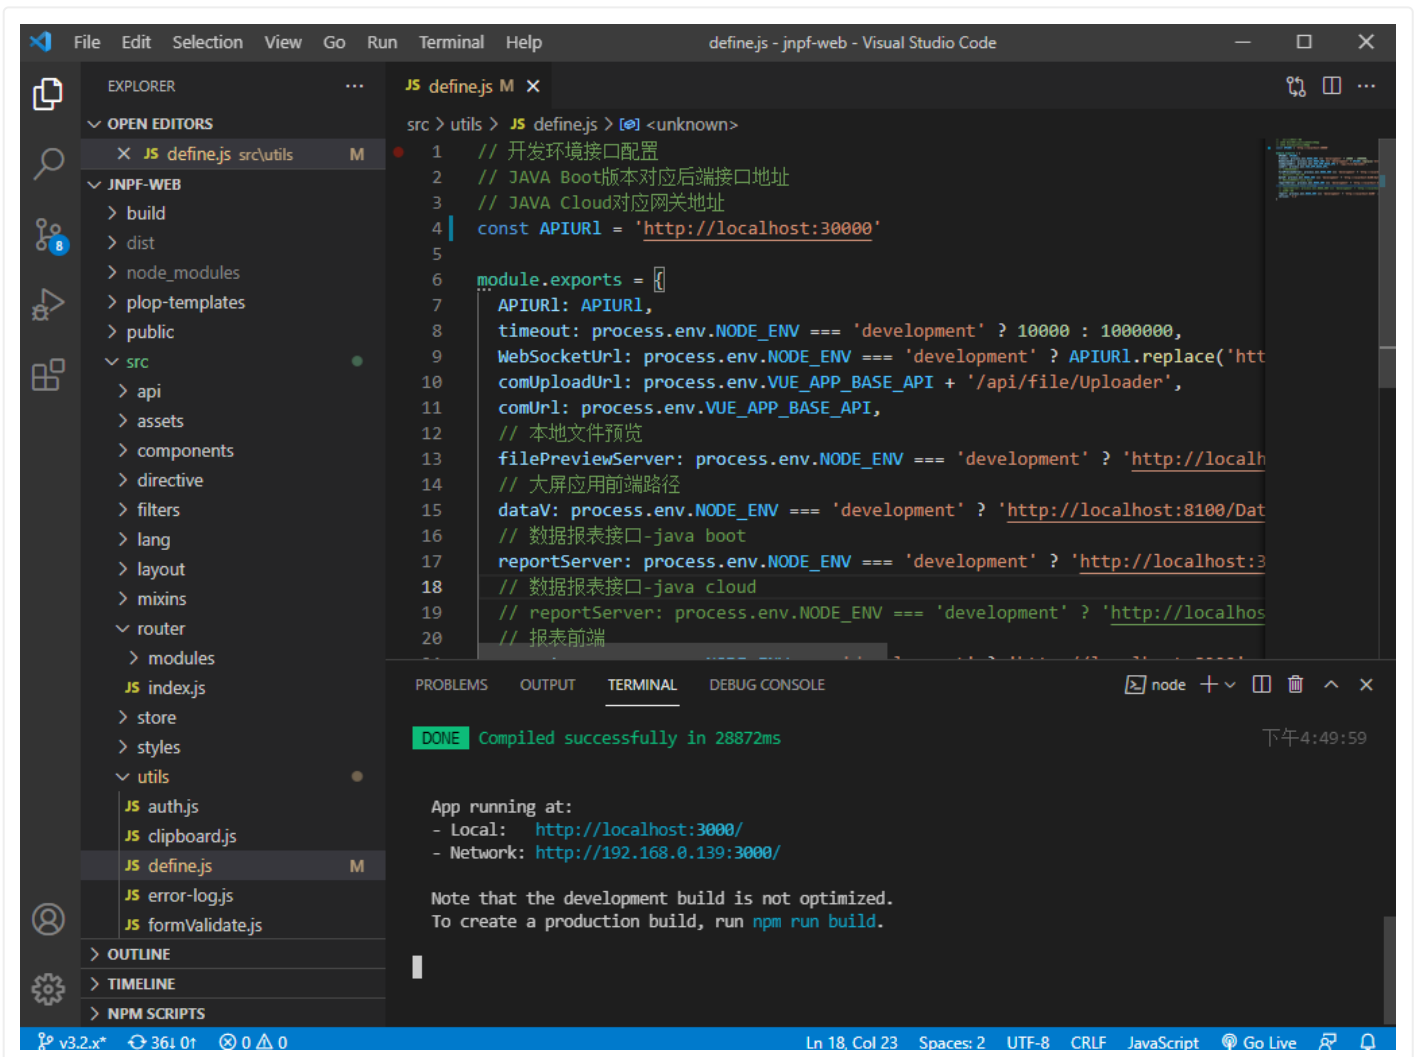 File Edit Selection View Go Run Terminal Help define.js - jnpf-web - Visual Studio Code
EXPLORER
OPEN EDITORS
JS define.js src\utils M
JNPF-WEB
build
dist
node_modules
plop-templates
public
src
api
assets
components
directive
filters
lang
layout
mixins
router
modules
JS index.js
store
styles
utils
JS auth.js
JS clipboard.js
JS define.js M
JS error-log.js
JS formValidate.js
OUTLINE
TIMELINE
NPM SCRIPTS
8
JS define.js M
src > utils > JS define.js > <unknown>
1 // 开发环境接口配置
2 // JAVA Boot版本对应后端接口地址
3 // JAVA Cloud对应网关地址
4 const APIURl = 'http://localhost:30000'
5
6 module.exports = {
7 APIURl: APIURl,
8 timeout: process.env.NODE_ENV === 'development' ? 10000 : 1000000,
9 WebSocketUrl: process.env.NODE_ENV === 'development' ? APIURl.replace('htt
10 comUploadUrl: process.env.VUE_APP_BASE_API + '/api/file/Uploader',
11 comUrl: process.env.VUE_APP_BASE_API,
12 // 本地文件预览
13 filePreviewServer: process.env.NODE_ENV === 'development' ? 'http://localh
14 // 大屏应用前端路径
15 dataV: process.env.NODE_ENV === 'development' ? 'http://localhost:8100/Dat
16 // 数据报表接口-java boot
17 reportServer: process.env.NODE_ENV === 'development' ? 'http://localhost:3
18 // 数据报表接口-java cloud
19 // reportServer: process.env.NODE_ENV === 'development' ? 'http://localhos
20 // 报表前端
PROBLEMS OUTPUT TERMINAL DEBUG CONSOLE node
DONE Compiled successfully in 28872ms 下午4:49:59
App running at:
- Local: http://localhost:3000/
- Network: http://192.168.0.139:3000/
Note that the development build is not optimized.
To create a production build, run npm run build.
v3.2.x* 36↓ 0↑ 0 0 Ln 18, Col 23 Spaces: 2 UTF-8 CRLF JavaScript Go Live